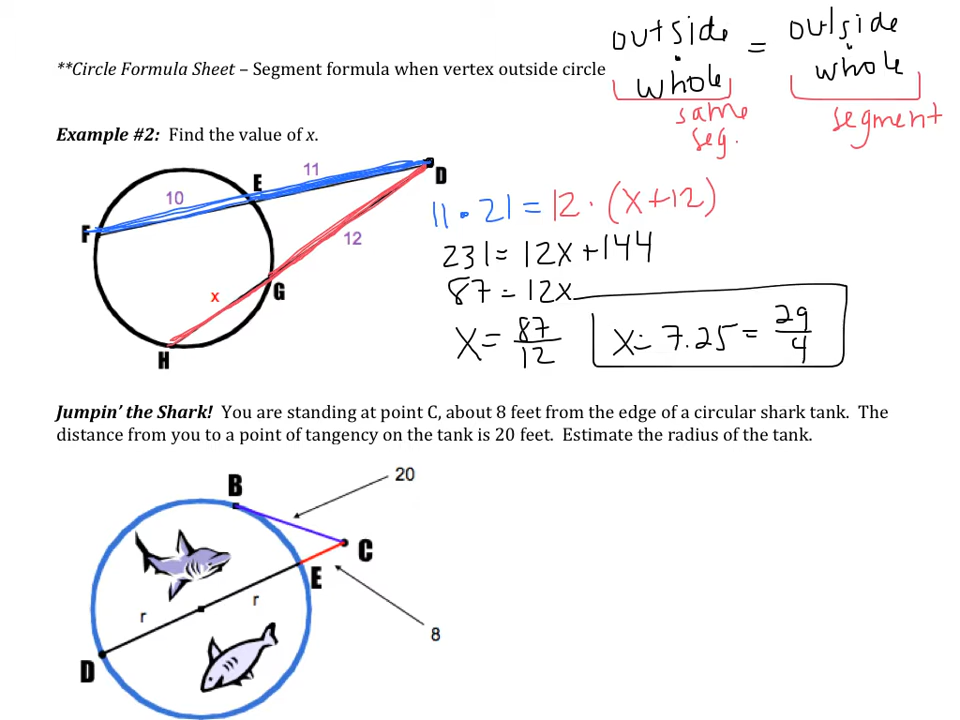 outside = outside
. .
whole whole
**Circle Formula Sheet – Segment formula when vertex outside circle
same segment
seg.
Example #2: Find the value of x.
D
11
E
10
F
12
G
x
H
11 · 21 = 12 · (x+12)
231 = 12x + 144
87 = 12x
x = 87/12
x = 7.25 = 29/4
Jumpin' the Shark! You are standing at point C, about 8 feet from the edge of a circular shark tank. The
distance from you to a point of tangency on the tank is 20 feet. Estimate the radius of the tank.
20
B
C
E
r
r
8
D